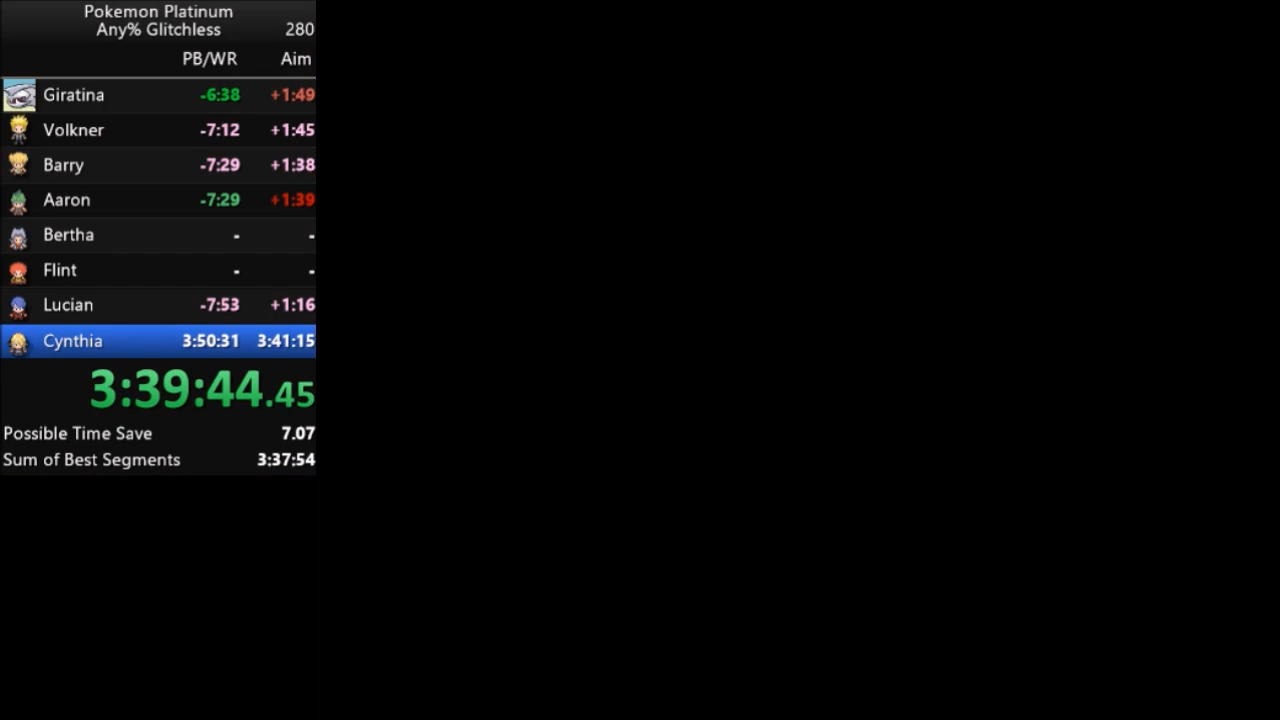 Pokemon Platinum
Any% Glitchless 280
PB/WR Aim
Giratina -6:38 +1:49
Volkner -7:12 +1:45
Barry -7:29 +1:38
Aaron -7:29 +1:39
Bertha - -
Flint - -
Lucian -7:53 +1:16
Cynthia 3:50:31 3:41:15
3:39:44.45
Possible Time Save 7.07
Sum of Best Segments 3:37:54